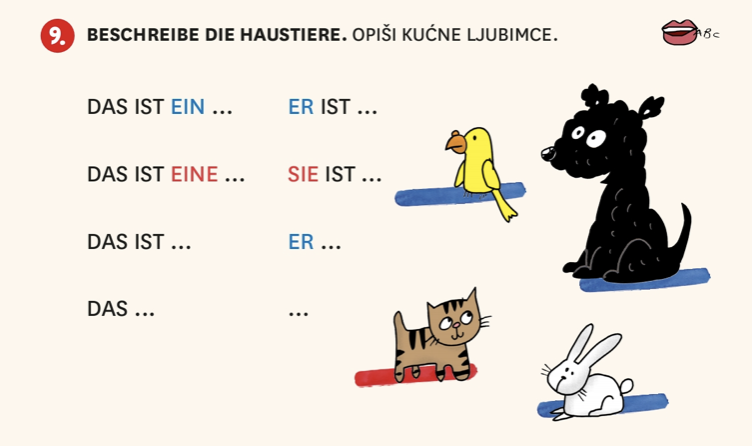 9. BESCHREIBE DIE HAUSTIERE. OPIŠI KUĆNE LJUBIMCE.
ABC
DAS IST EIN ... ER IST ...
DAS IST EINE ... SIE IST ...
DAS IST ... ER ...
DAS ... ...